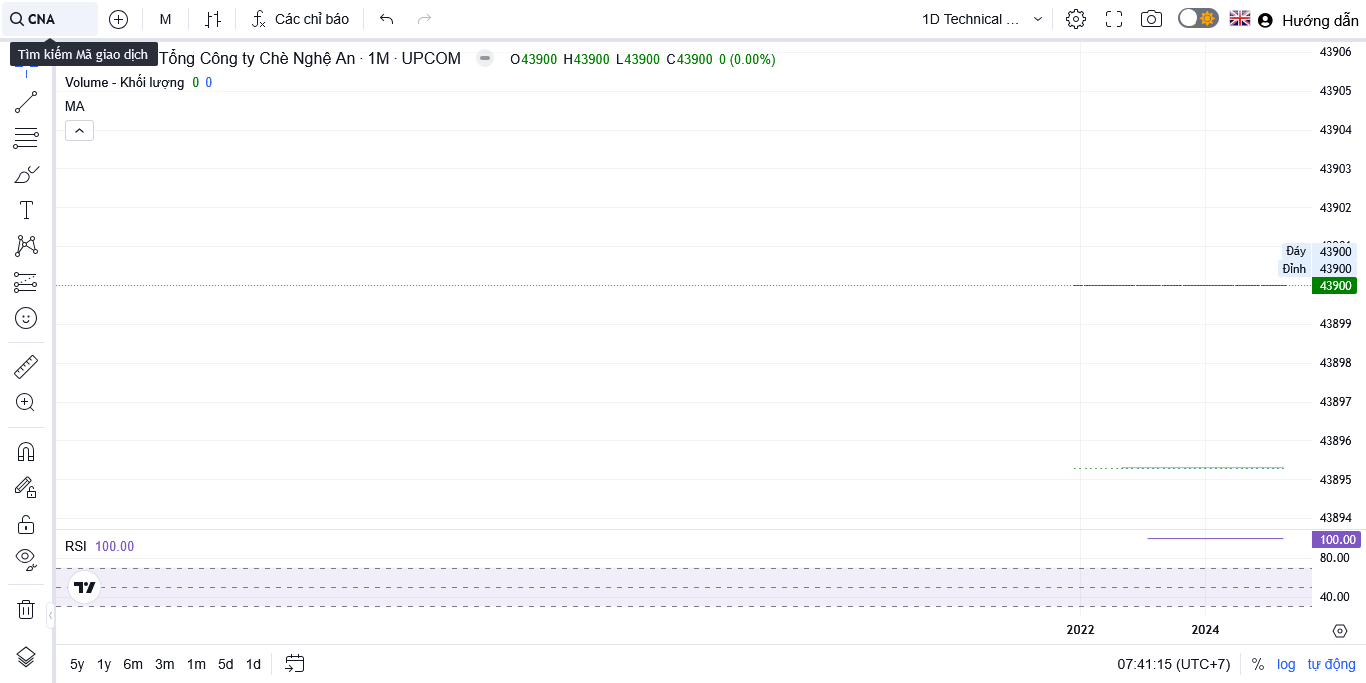 CNA
M
Các chỉ báo
1D Technical ...
Hướng dẫn
Tìm kiếm Mã giao dịch
Tổng Công ty Chè Nghệ An · 1M · UPCOM
O43900 H43900 L43900 C43900 0 (0.00%)
Volume - Khối lượng 0 0
MA
43906
43905
43904
43903
43902
Đáy 43900
Đỉnh 43900
43900
43899
43898
43897
43896
43895
43894
RSI 100.00
100.00
80.00
40.00
2022 2024
5y 1y 6m 3m 1m 5d 1d
07:41:15 (UTC+7) % log tự động